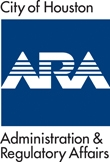 City of Houston
ARA
Administration &
Regulatory Affairs